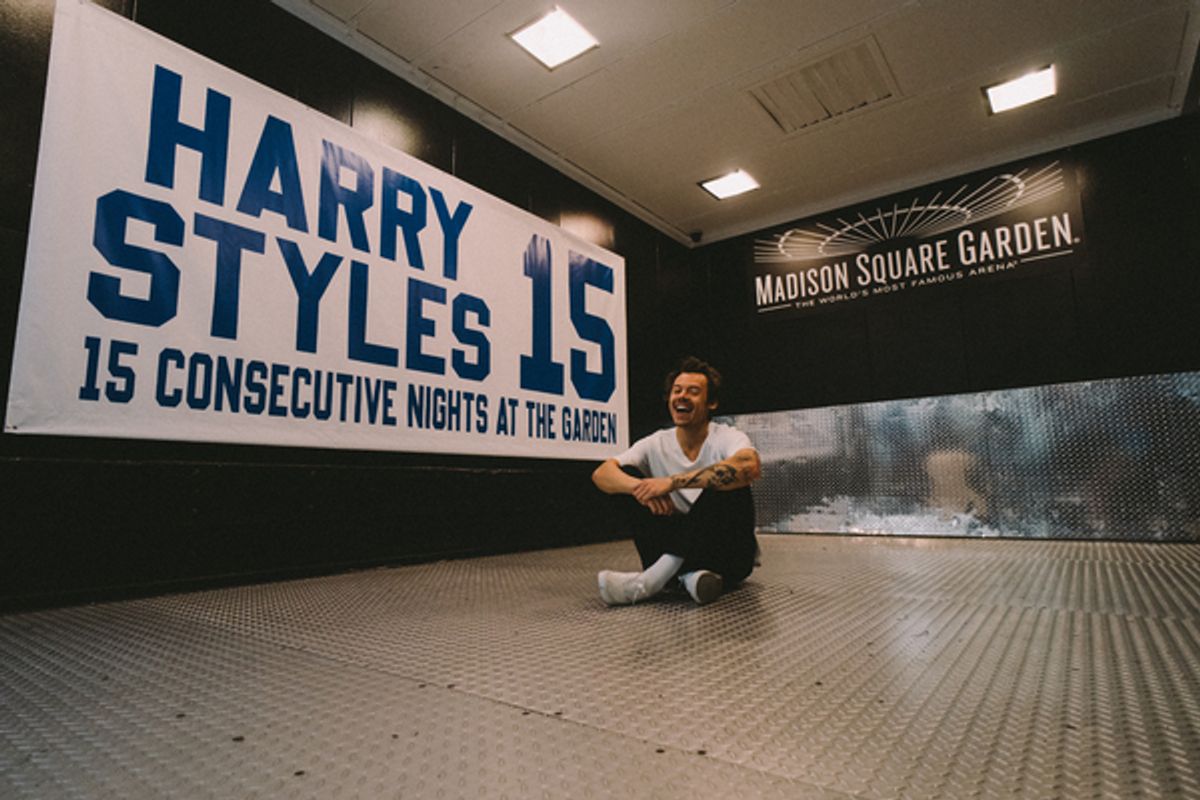 HARRY
STYLES 15
15 CONSECUTIVE NIGHTS AT THE GARDEN
MADISON SQUARE GARDEN®
THE WORLD'S MOST FAMOUS ARENA